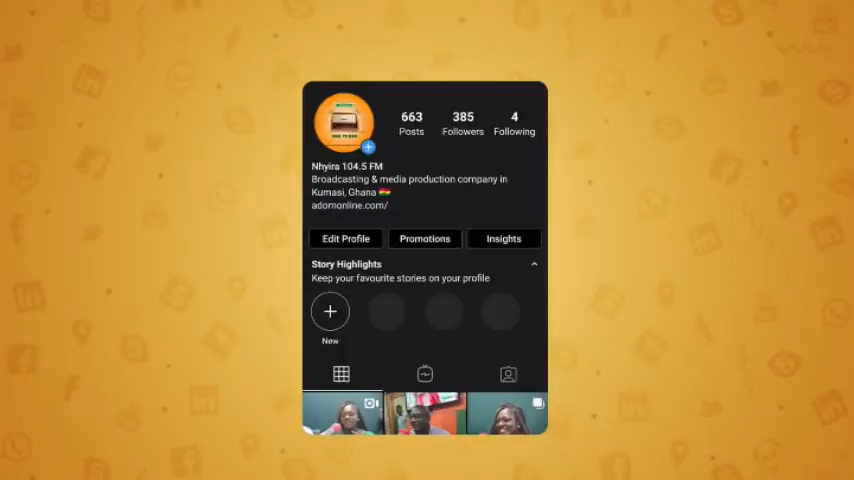 663
385
4
Posts
Followers
Following
Nhyira 104.5 FM
Broadcasting & media production company in
Kumasi, Ghana 🇬🇭
adomonline.com/
Edit Profile
Promotions
Insights
Story Highlights
Keep your favourite stories on your profile
New